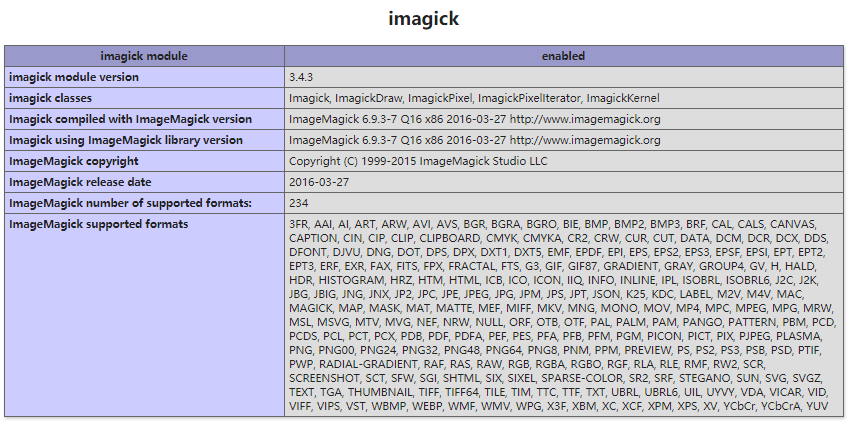 imagick
imagick module enabled
imagick module version 3.4.3
imagick classes Imagick, ImagickDraw, ImagickPixel, ImagickPixelIterator, ImagickKernel
Imagick compiled with ImageMagick version ImageMagick 6.9.3-7 Q16 x86 2016-03-27 http://www.imagemagick.org
Imagick using ImageMagick library version ImageMagick 6.9.3-7 Q16 x86 2016-03-27 http://www.imagemagick.org
ImageMagick copyright Copyright (C) 1999-2015 ImageMagick Studio LLC
ImageMagick release date 2016-03-27
ImageMagick number of supported formats: 234
ImageMagick supported formats 3FR, AAI, AI, ART, ARW, AVI, AVS, BGR, BGRA, BGRO, BIE, BMP, BMP2, BMP3, BRF, CAL, CALS, CANVAS,
CAPTION, CIN, CIP, CLIP, CLIPBOARD, CMYK, CMYKA, CR2, CRW, CUR, CUT, DATA, DCM, DCR, DCX, DDS,
DFONT, DJVU, DNG, DOT, DPS, DPX, DXT1, DXT5, EMF, EPDF, EPI, EPS, EPS2, EPS3, EPSF, EPSI, EPT, EPT2,
EPT3, ERF, EXR, FAX, FITS, FPX, FRACTAL, FTS, G3, GIF, GIF87, GRADIENT, GRAY, GROUP4, GV, H, HALD,
HDR, HISTOGRAM, HRZ, HTM, HTML, ICB, ICO, ICON, IIQ, INFO, INLINE, IPL, ISOBRL, ISOBRL6, J2C, J2K,
JBG, JBIG, JNG, JNX, JP2, JPC, JPE, JPEG, JPG, JPM, JPS, JPT, JSON, K25, KDC, LABEL, M2V, M4V, MAC,
MAGICK, MAP, MASK, MAT, MATTE, MEF, MIFF, MKV, MNG, MONO, MOV, MP4, MPC, MPEG, MPG, MRW,
MSL, MSVG, MTV, MVG, NEF, NRW, NULL, ORF, OTB, OTF, PAL, PALM, PAM, PANGO, PATTERN, PBM, PCD,
PCDS, PCL, PCT, PCX, PDB, PDF, PDFA, PEF, PES, PFA, PFB, PFM, PGM, PICON, PICT, PIX, PJPEG, PLASMA,
PNG, PNG00, PNG24, PNG32, PNG48, PNG64, PNG8, PNM, PPM, PREVIEW, PS, PS2, PS3, PSB, PSD, PTIF,
PWP, RADIAL-GRADIENT, RAF, RAS, RAW, RGB, RGBA, RGBO, RGF, RLA, RLE, RMF, RW2, SCR,
SCREENSHOT, SCT, SFW, SGI, SHTML, SIX, SIXEL, SPARSE-COLOR, SR2, SRF, STEGANO, SUN, SVG, SVGZ,
TEXT, TGA, THUMBNAIL, TIFF, TIFF64, TILE, TIM, TTC, TTF, TXT, UBRL, UBRL6, UIL, UYVY, VDA, VICAR, VID,
VIFF, VIPS, VST, WBMP, WEBP, WMF, WMV, WPG, X3F, XBM, XC, XCF, XPM, XPS, XV, YCbCr, YCbCrA, YUV